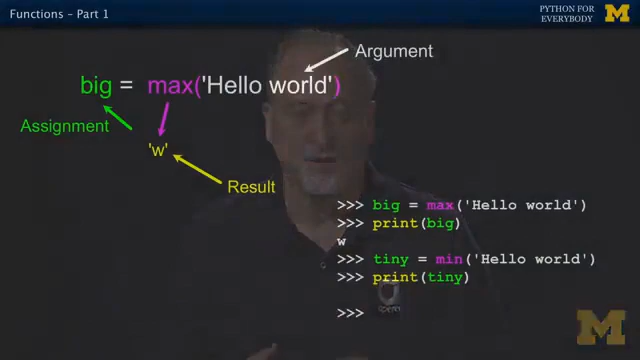 Functions – Part 1
PYTHON FOR
EVERYBODY
M
Argument
big = max('Hello world')
Assignment
'w'
Result
>>> big = max('Hello world')
>>> print(big)
w
>>> tiny = min('Hello world')
>>> print(tiny)
>>>
M